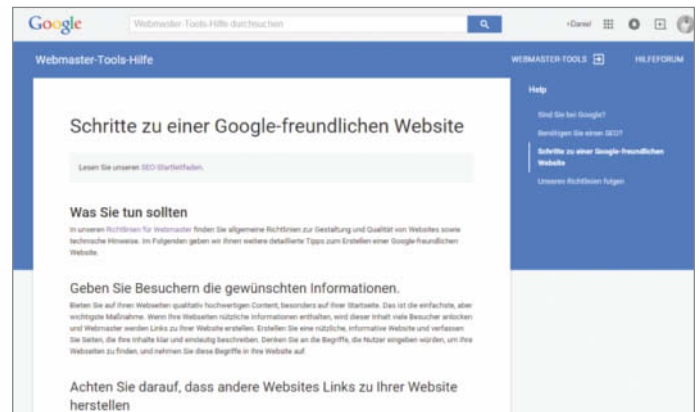 Google
Webmaster-Tools-Hilfe durchsuchen
+Daniel
Webmaster-Tools-Hilfe
WEBMASTER-TOOLS
HILFEFORUM
Help
Sind Sie bei Google?
Benötigen Sie einen SEO?
Schritte zu einer Google-freundlichen
Website
Unseren Richtlinien folgen
Schritte zu einer Google-freundlichen Website
Lesen Sie unseren SEO-Startleitfaden.
Was Sie tun sollten
In unseren Richtlinien für Webmaster finden Sie allgemeine Richtlinien zur Gestaltung und Qualität von Websites sowie
technische Hinweise. Im Folgenden geben wir Ihnen weitere detaillierte Tipps zum Erstellen einer Google-freundlichen
Website.
Geben Sie Besuchern die gewünschten Informationen.
Bieten Sie auf Ihren Webseiten qualitativ hochwertigen Content, besonders auf Ihrer Startseite. Das ist die einfachste, aber
wichtigste Maßnahme. Wenn Ihre Webseiten nützliche Informationen enthalten, wird dieser Inhalt viele Besucher anlocken
und Webmaster werden Links zu Ihrer Website erstellen. Erstellen Sie eine nützliche, informative Website und verfassen
Sie Seiten, die Ihre Inhalte klar und eindeutig beschreiben. Denken Sie an die Begriffe, die Nutzer eingeben würden, um Ihre
Webseiten zu finden, und nehmen Sie diese Begriffe in Ihre Website auf.
Achten Sie darauf, dass andere Websites Links zu Ihrer Website
herstellen